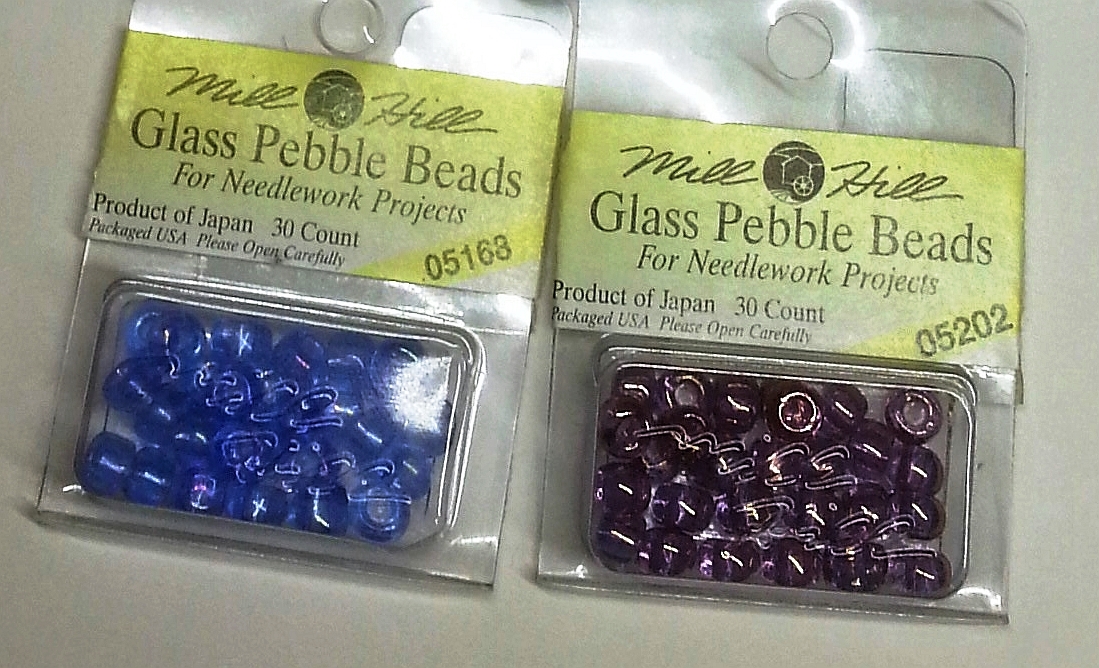 Mill Hill
Glass Pebble Beads
For Needlework Projects
Product of Japan 30 Count
Packaged USA Please Open Carefully
05168
Mill Hill
Glass Pebble Beads
For Needlework Projects
Product of Japan 30 Count
Packaged USA Please Open Carefully
05202